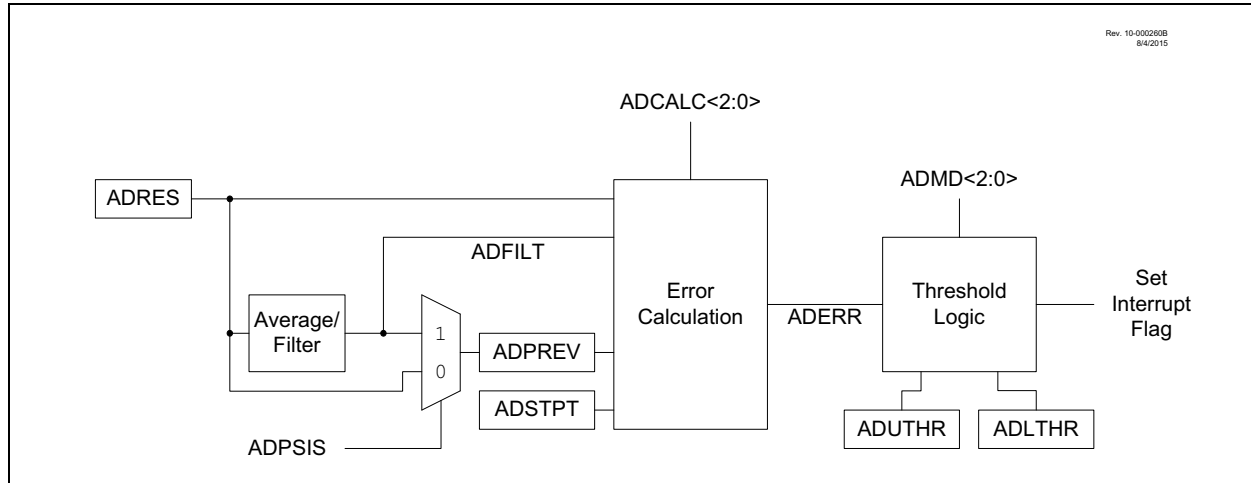 Rev. 10-000260B
8/4/2015
ADCALC<2:0>
ADMD<2:0>
ADRES
ADFILT
Error
Calculation
Threshold
Logic
Set
Interrupt
Flag
ADERR
Average/
Filter
1
0
ADPREV
ADSTPT
ADPSIS
ADUTHR
ADLTHR